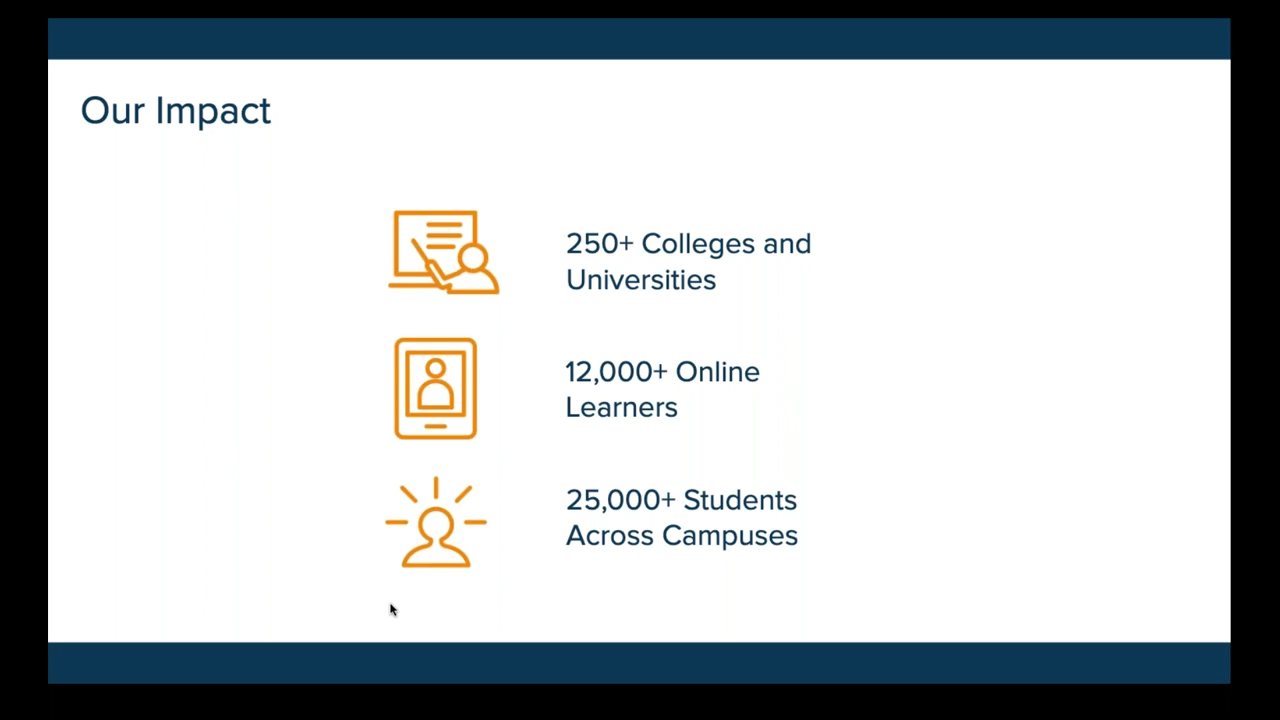 Our Impact
250+ Colleges and
Universities
12,000+ Online
Learners
25,000+ Students
Across Campuses